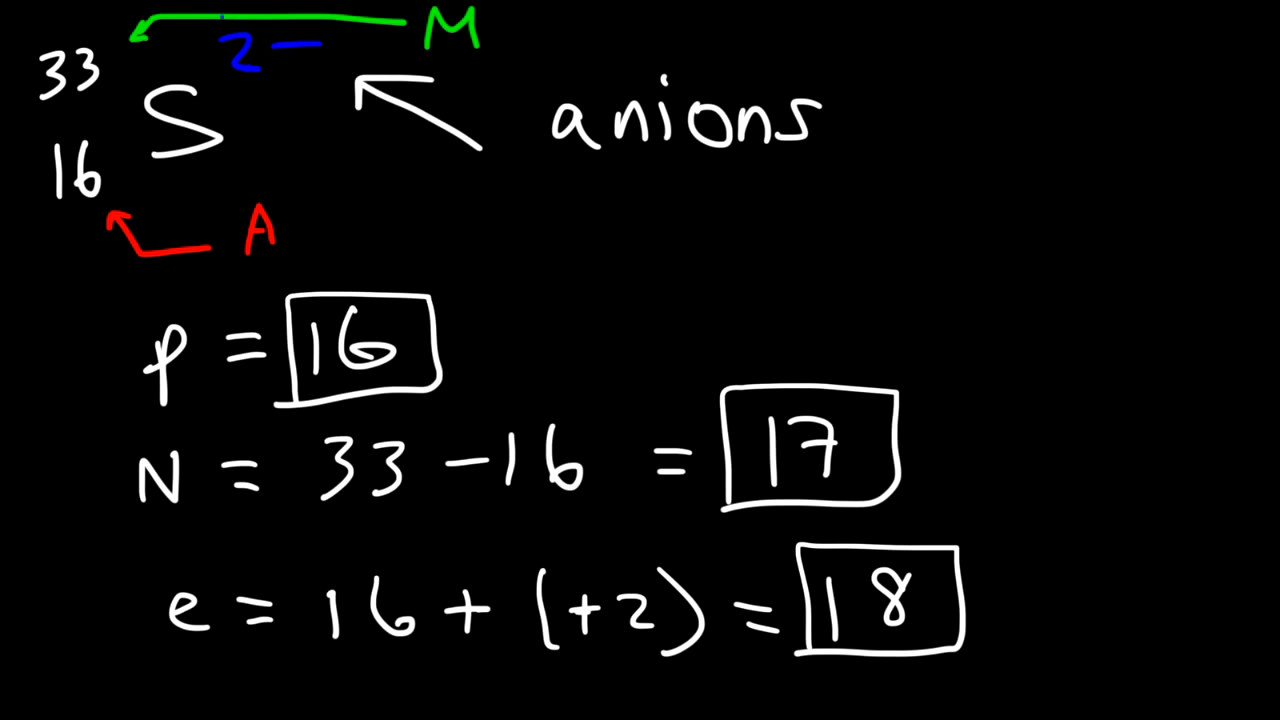 33 S 2- M
16 anions
A
p = 16
N = 33 - 16 = 17
e = 16 + (+2) = 18